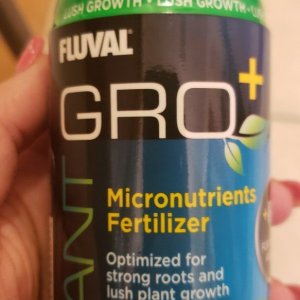 LUSH GROWTH • LUSH GROWTH
FLUVAL
GRO+
ANT
Micronutrients
Fertilizer
Optimized for
strong roots and
lush plant growth